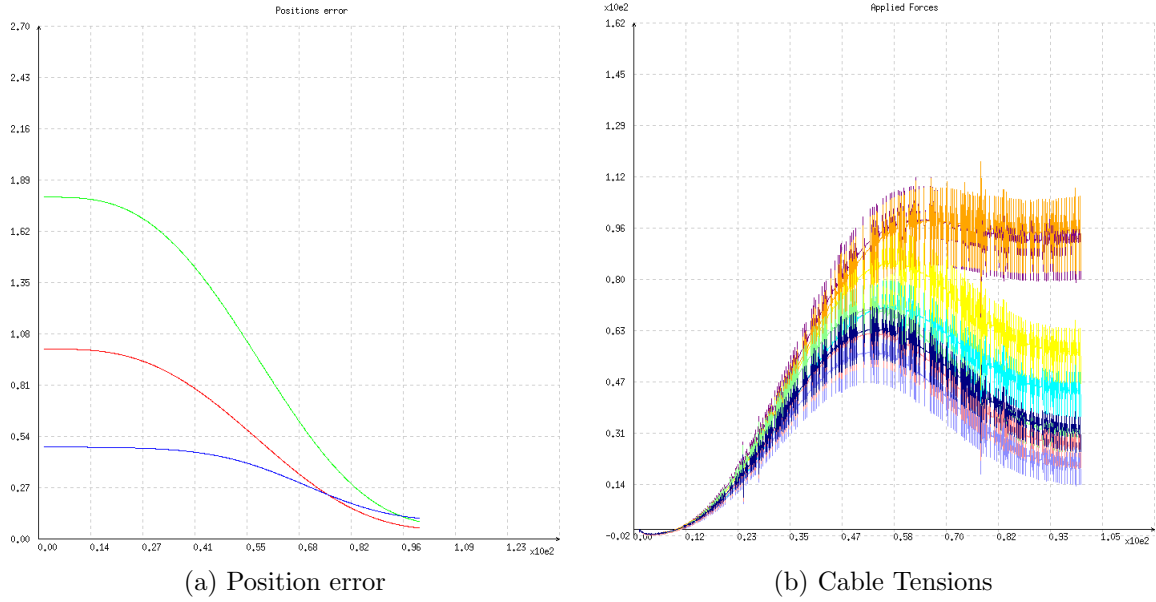 Positions error
2.70
2.43
2.16
1.89
1.62
1.35
1.08
0.81
0.54
0.27
0.00
0.00 0.14 0.27 0.41 0.55 0.68 0.82 0.96 1.09 1.23
x10e2
(a) Position error
Applied Forces
x10e2
1.62
1.45
1.29
1.12
0.96
0.80
0.63
0.47
0.31
0.14
-0.02
0.00 0.12 0.23 0.35 0.47 0.58 0.70 0.82 0.93 1.05
x10e2
(b) Cable Tensions